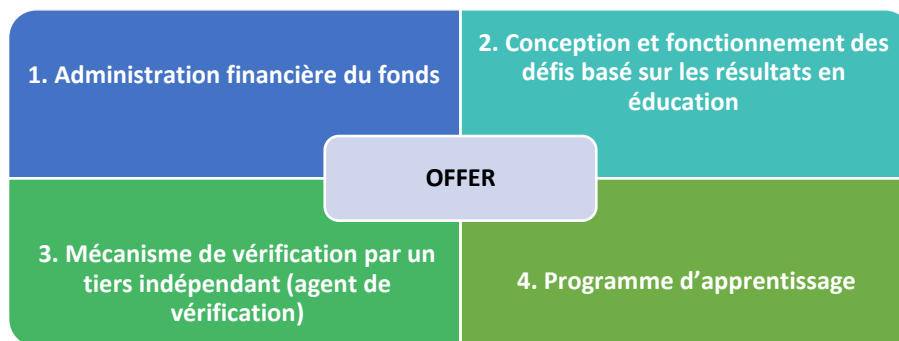 1. Administration financière du fonds
2. Conception et fonctionnement des
défis basé sur les résultats en
éducation
OFFER
3. Mécanisme de vérification par un
tiers indépendant (agent de
vérification)
4. Programme d’apprentissage